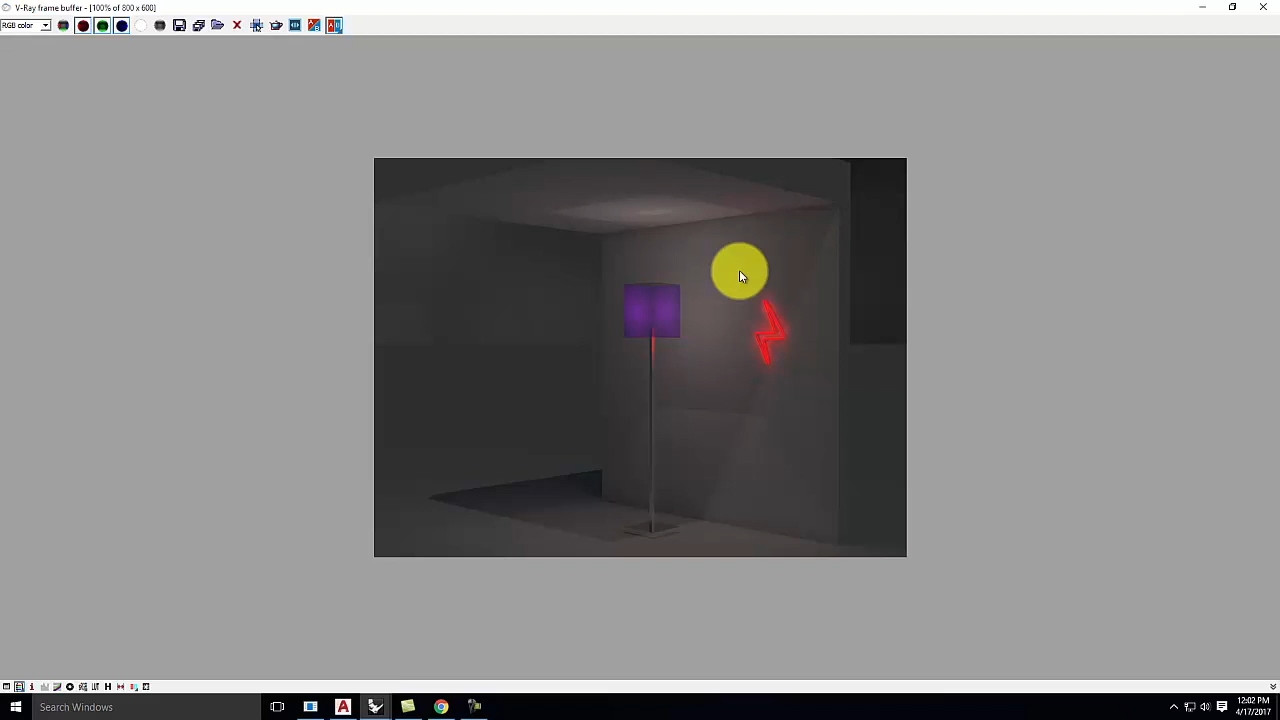 V-Ray frame buffer - [100% of 800 x 600]
RGB color
Search Windows
12:02 PM
4/17/2017